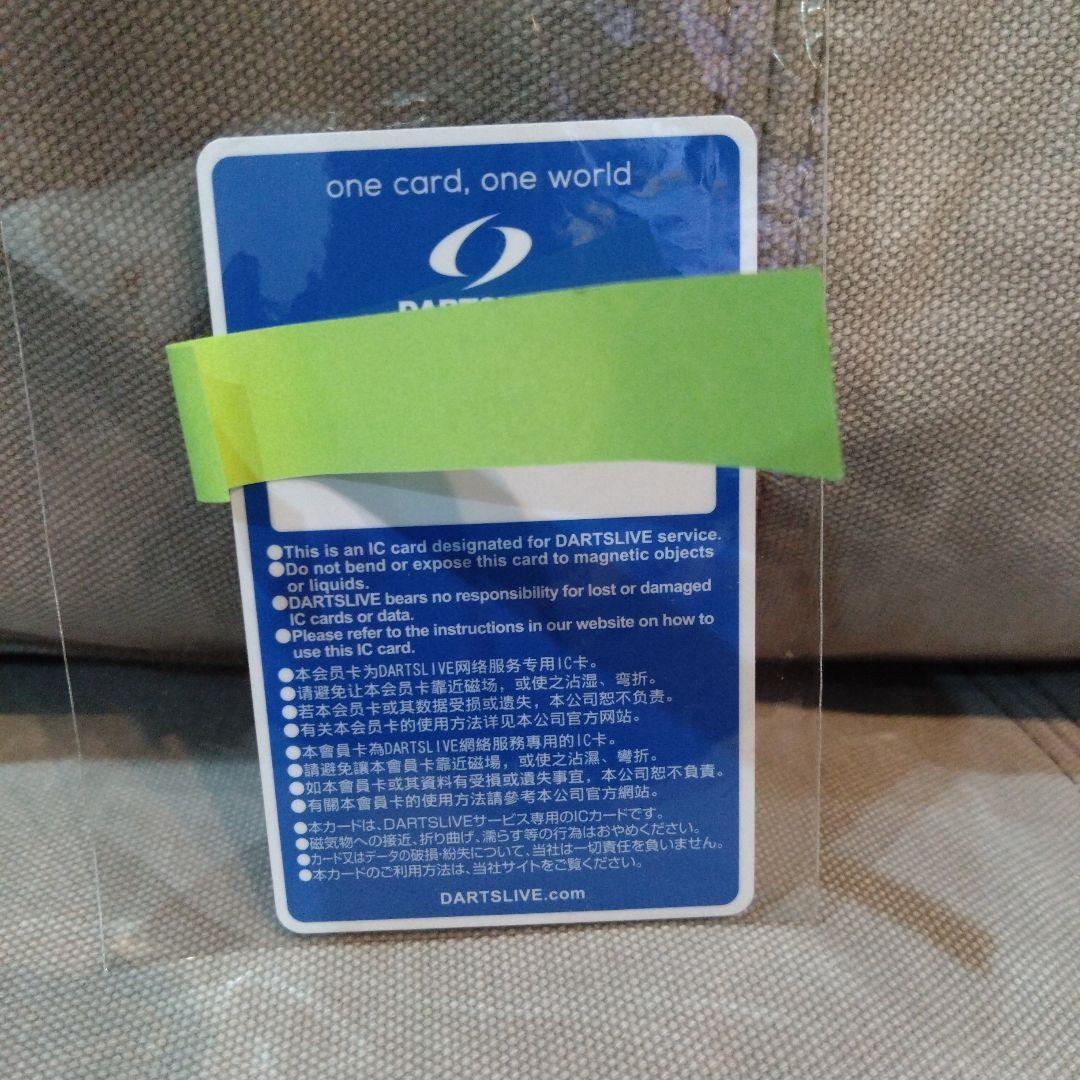 one card, one world
●This is an IC card designated for DARTSLIVE service.
●Do not bend or expose this card to magnetic objects
or liquids.
●DARTSLIVE bears no responsibility for lost or damaged
IC cards or data.
●Please refer to the instructions in our website on how to
use this IC card.
●本会员卡为DARTSLIVE网络服务专用IC卡。
●请避免让本会员卡靠近磁场，或使之沾湿、弯折。
●若本会员卡或其数据受损或遗失，本公司恕不负责。
●有关本会员卡的使用方法详见本公司官方网站。
●本會員卡為DARTSLIVE網絡服務專用的IC卡。
●請避免讓本會員卡靠近磁場，或使之沾濕、彎折。
●如本會員卡或其資料有受損或遺失事宜，本公司恕不負責。
●有關本會員卡的使用方法請參考本公司官方網站。
●本カードは、DARTSLIVEサービス専用のICカードです。
●磁気物への接近、折り曲げ、濡らす等の行為はおやめください。
●カード又はデータの破損・紛失について、当社は一切責任を負いません。
●本カードのご利用方法は、当社サイトをご覧ください。
DARTSLIVE.com